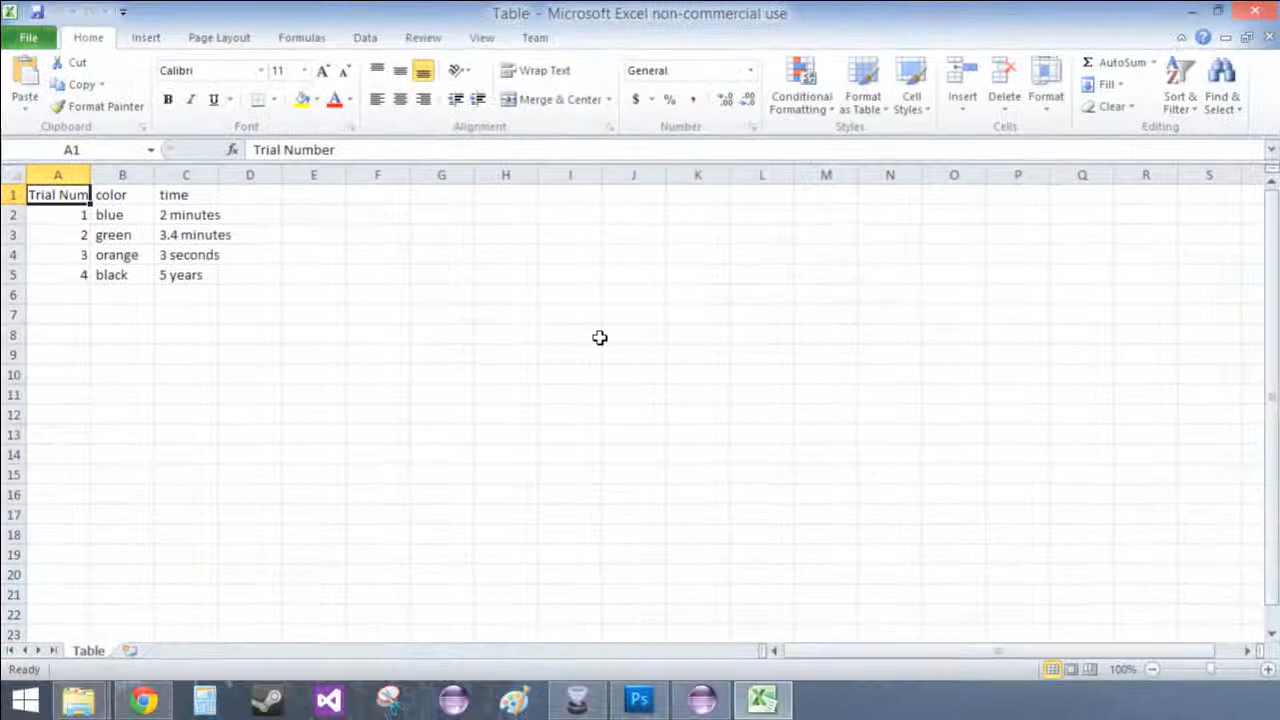 Table - Microsoft Excel non-commercial use
File Home Insert Page Layout Formulas Data Review View Team
Paste Cut Calibri 11 Wrap Text General Conditional Formatting Format as Table Cell Styles Insert Delete Format Σ AutoSum Sort & Filter Find & Select
Copy Fill
Format Painter B I U A Merge & Center $ % , Clear
Clipboard Font Alignment Number Styles Cells Editing
A1 fx Trial Number
A B C D E F G H I J K L M N O P Q R S
1 Trial Num color time
2 1 blue 2 minutes
3 2 green 3.4 minutes
4 3 orange 3 seconds
5 4 black 5 years
6
7
8
9
10
11
12
13
14
15
16
17
18
19
20
21
22
23
Table
Ready 100%
Ps